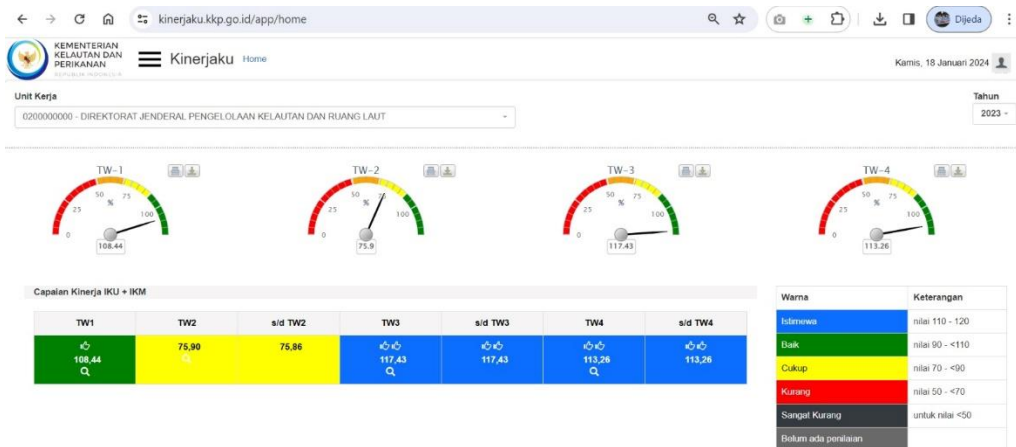 kinerjaku.kkp.go.id/app/home
Dijeda
KEMENTERIAN
KELAUTAN DAN
PERIKANAN
REPUBLIK INDONESIA
Kinerjaku Home
Kamis, 18 Januari 2024
Unit Kerja
Tahun
0200000000 - DIREKTORAT JENDERAL PENGELOLAAN KELAUTAN DAN RUANG LAUT
2023
TW-1
0 25 50 75 100
%
108.44
TW-2
0 25 50 75 100
%
75.9
TW-3
0 25 50 75 100
%
117.43
TW-4
0 25 50 75 100
%
113.26
Capaian Kinerja IKU + IKM
TW1 TW2 s/d TW2 TW3 s/d TW3 TW4 s/d TW4
108,44 75,90 75,86 117,43 117,43 113,26 113,26
Warna Keterangan
Istimewa nilai 110 - 120
Baik nilai 90 - <110
Cukup nilai 70 - <90
Kurang nilai 50 - <70
Sangat Kurang untuk nilai <50
Belum ada penilaian